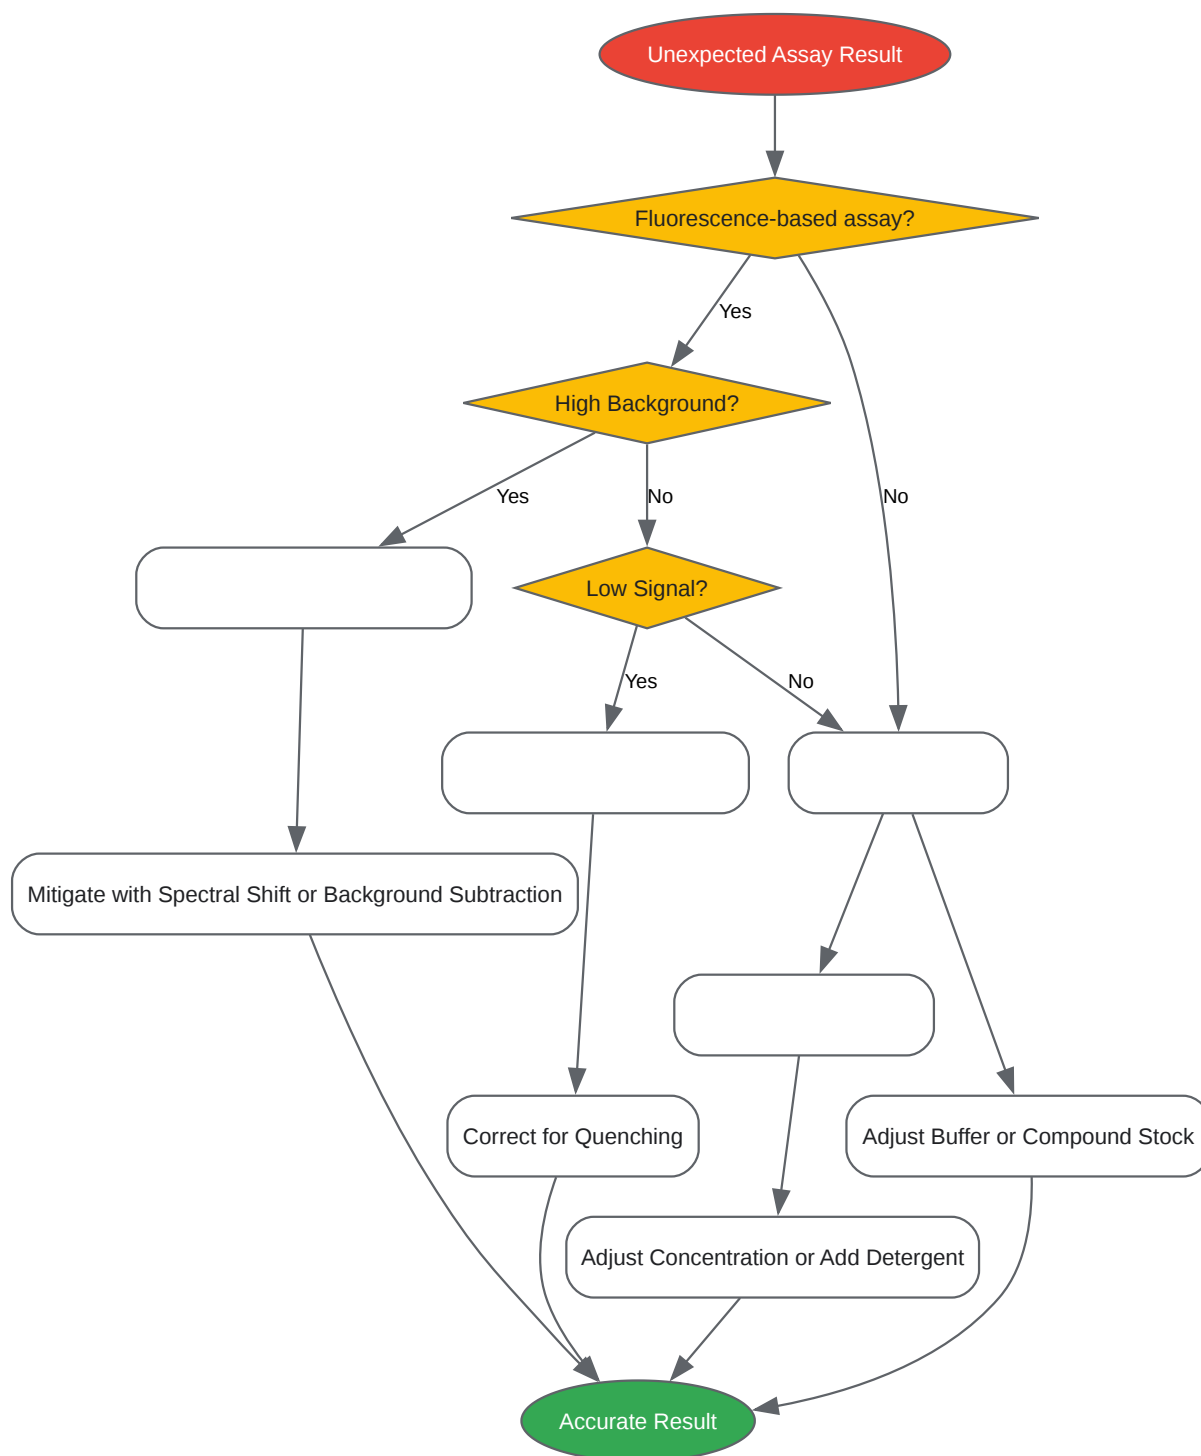 Unexpected Assay Result
Fluorescence-based assay?
Yes
High Background?
Yes
No
No
Low Signal?
Yes
No
Mitigate with Spectral Shift or Background Subtraction
Correct for Quenching
Adjust Buffer or Compound Stock
Adjust Concentration or Add Detergent
Accurate Result